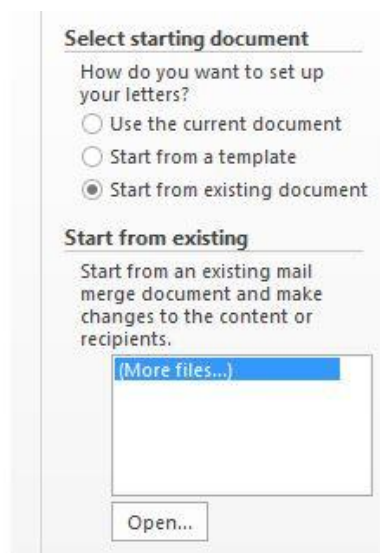 Select starting document
How do you want to set up
your letters?
Use the current document
Start from a template
Start from existing document
Start from existing
Start from an existing mail
merge document and make
changes to the content or
recipients.
(More files...)
Open...